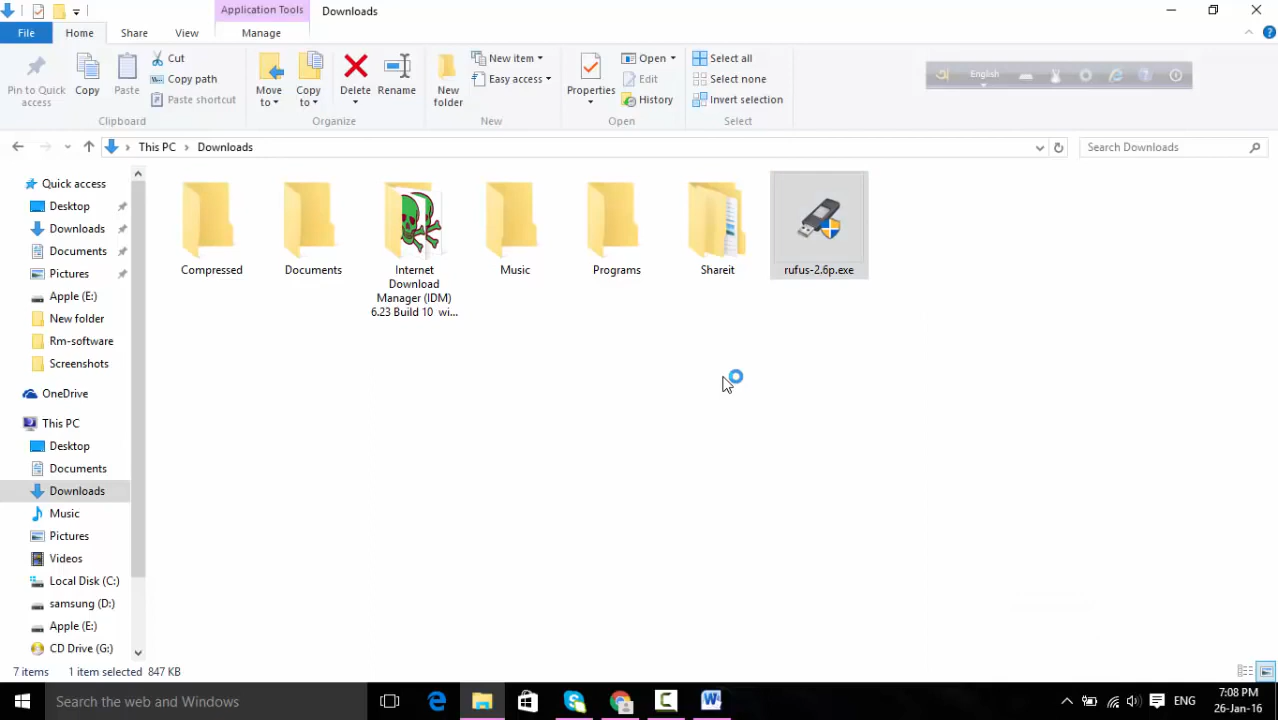 Application Tools Downloads
File Home Share View Manage
Pin to Quick access
Copy
Paste
Cut
Copy path
Paste shortcut
Clipboard
Move to
Copy to
Delete
Rename
Organize
New folder
New item
Easy access
New
Properties
Open
Edit
History
Open
Select all
Select none
Invert selection
Select
English
This PC Downloads
Search Downloads
Quick access
Desktop
Downloads
Documents
Pictures
Apple (E:)
New folder
Rm-software
Screenshots
OneDrive
This PC
Desktop
Documents
Downloads
Music
Pictures
Videos
Local Disk (C:)
samsung (D:)
Apple (E:)
CD Drive (G:)
Compressed
Documents
Internet
Download
Manager (IDM)
6.23 Build 10 wi...
Music
Programs
Shareit
rufus-2.6p.exe
7 items 1 item selected 847 KB
Search the web and Windows
ENG
7:08 PM
26-Jan-16